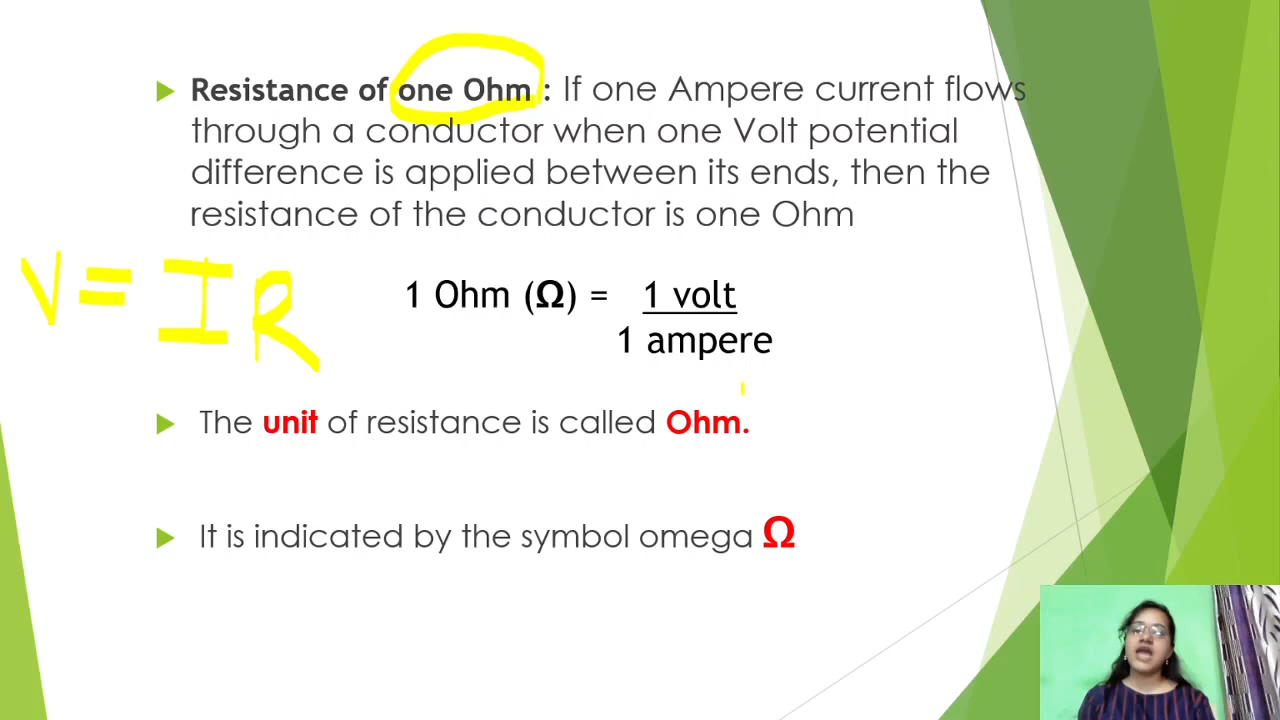 Resistance of one Ohm : If one Ampere current flows
through a conductor when one Volt potential
difference is applied between its ends, then the
resistance of the conductor is one Ohm
V = IR
1 Ohm (Ω) = 1 volt
1 ampere
The unit of resistance is called Ohm.
It is indicated by the symbol omega Ω